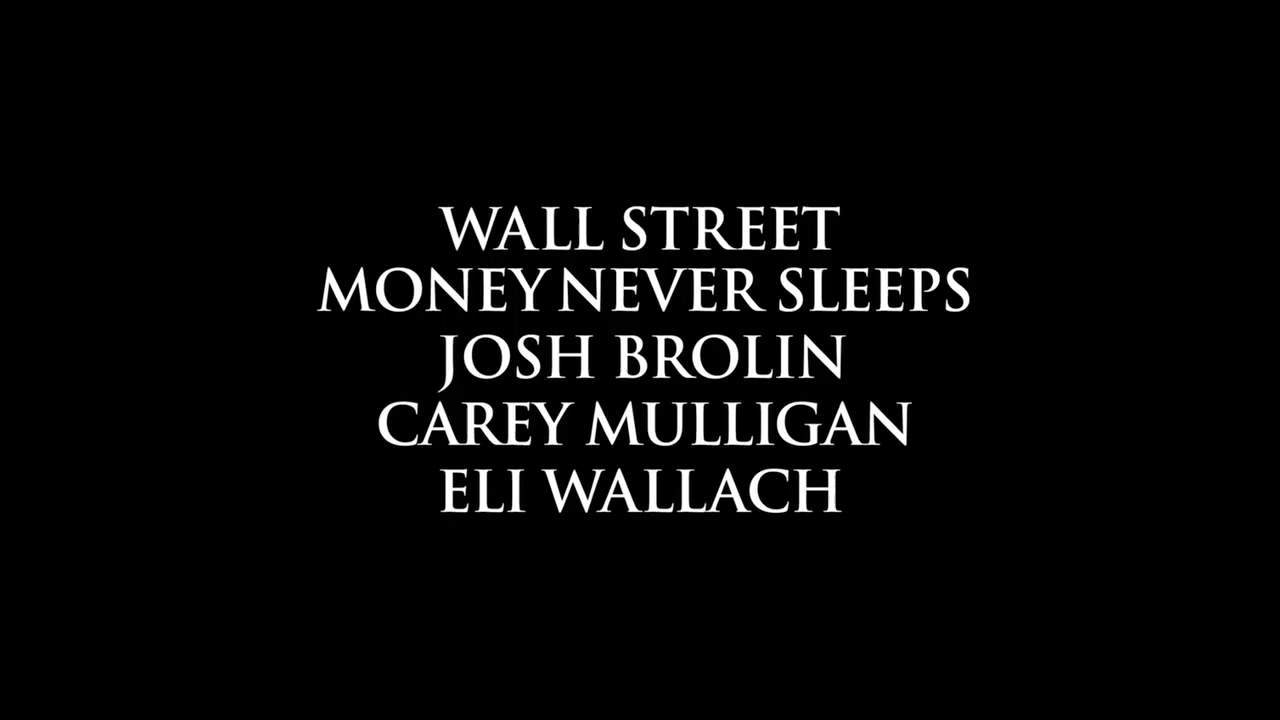 WALL STREET
MONEY NEVER SLEEPS
JOSH BROLIN
CAREY MULLIGAN
ELI WALLACH